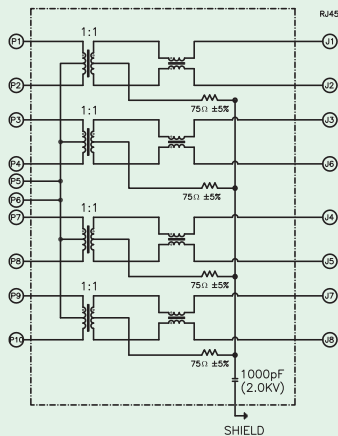 RJ45
1:1
P1
J1
P2
J2
75Ω ±5%
1:1
P3
J3
P4
J6
P5
75Ω ±5%
P6
1:1
P7
J4
P8
J5
75Ω ±5%
1:1
P9
J7
P10
J8
75Ω ±5%
1000pF
(2.0KV)
SHIELD